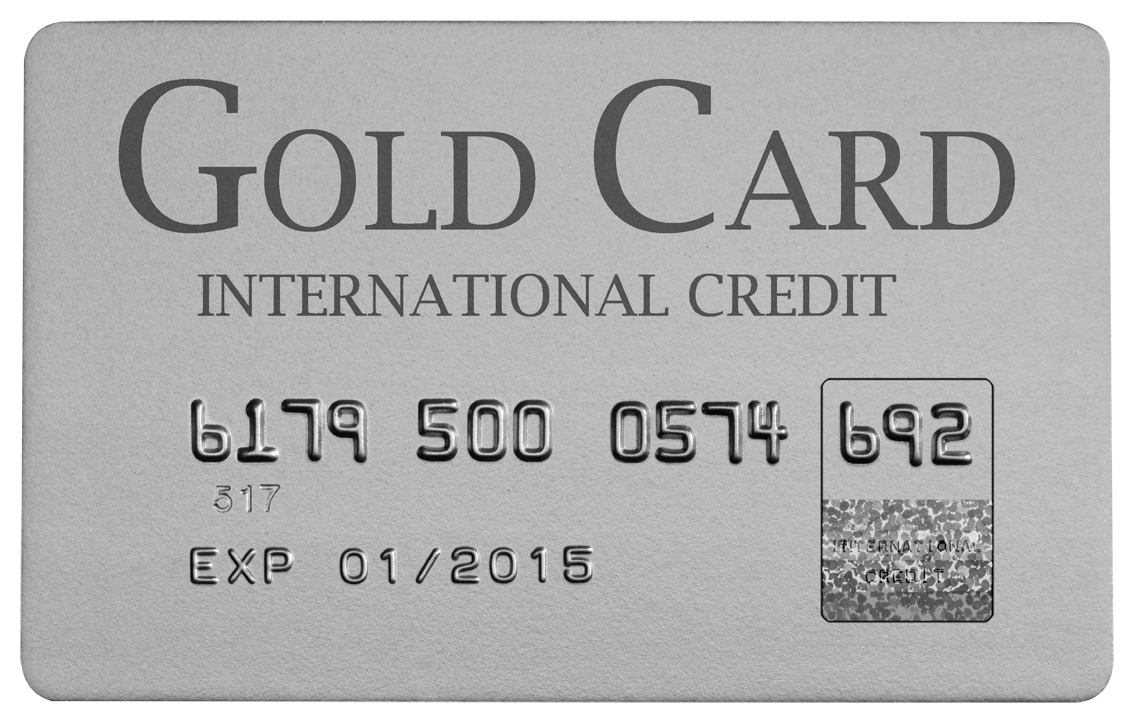 GOLD CARD
INTERNATIONAL CREDIT
6179 500 0574 692
517
EXP 01/2015
INTERNATIONAL
CREDIT